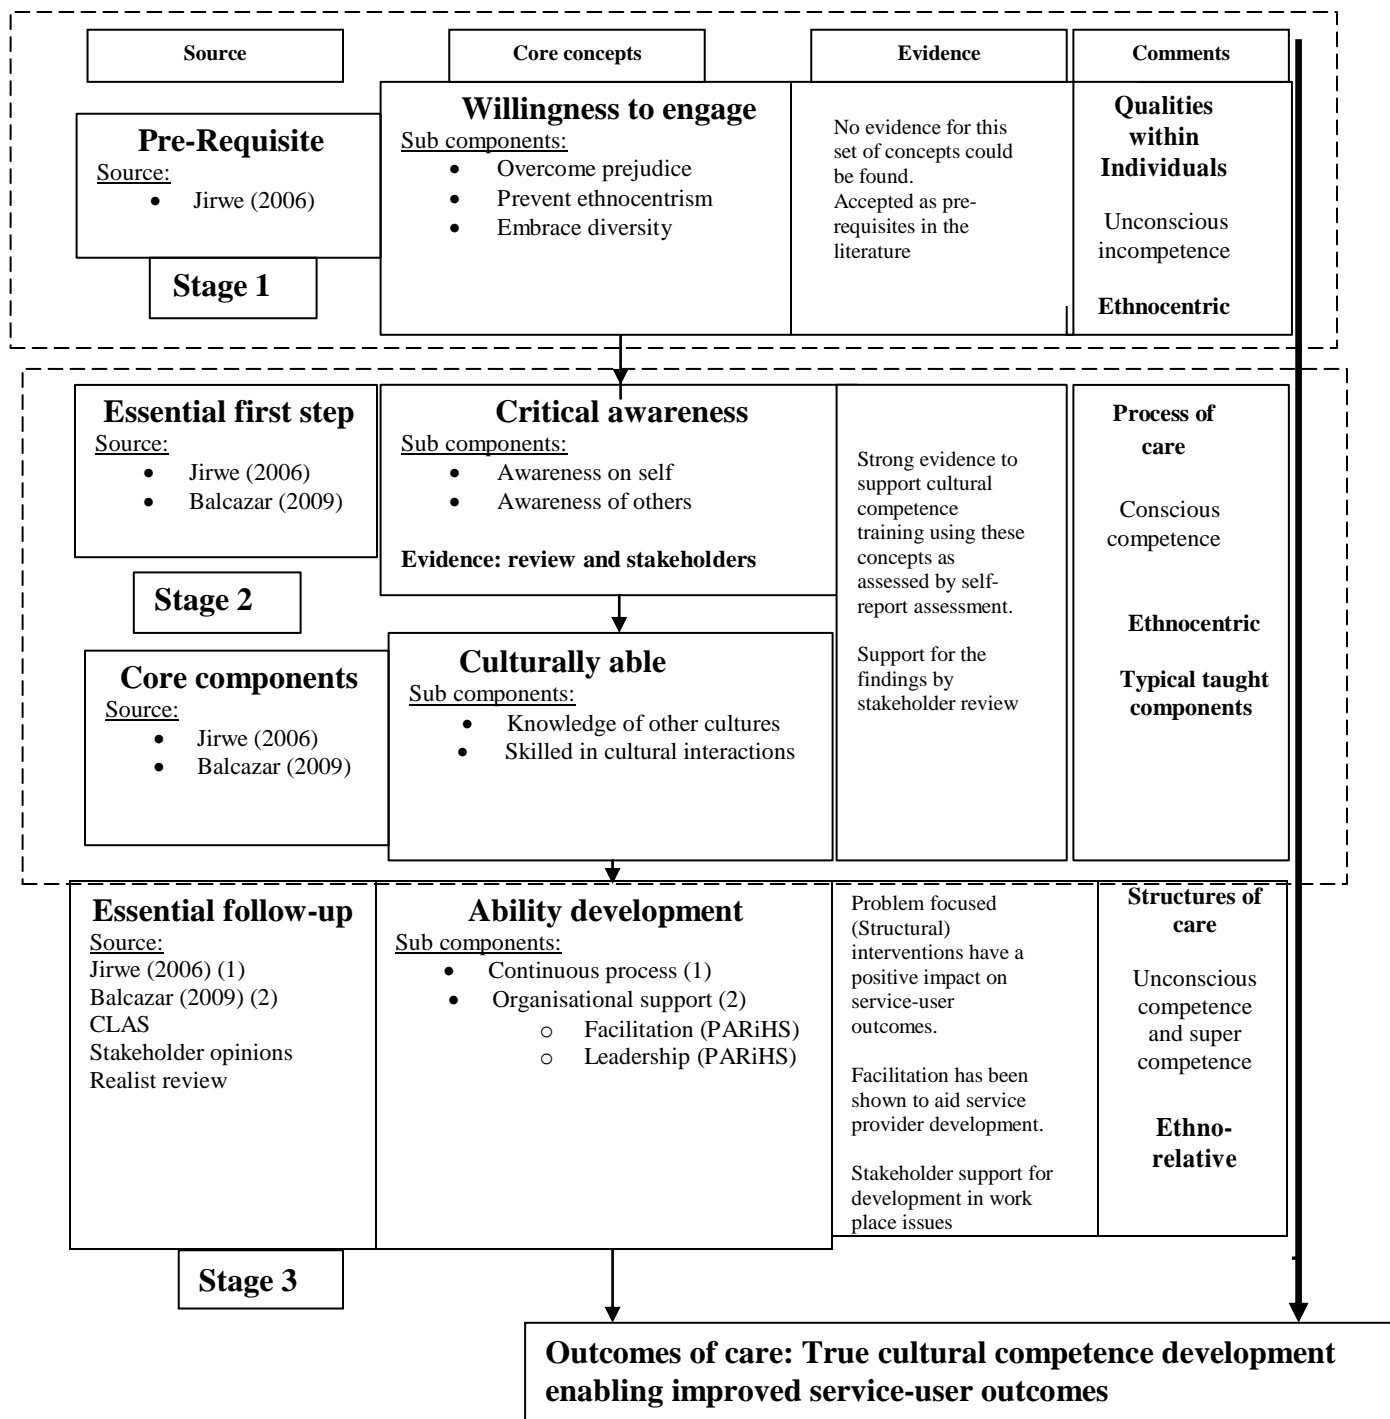 Source
Core concepts
Evidence
Comments
Pre-Requisite
Source:
• Jirwe (2006)
Stage 1
Willingness to engage
Sub components:
• Overcome prejudice
• Prevent ethnocentrism
• Embrace diversity
No evidence for this
set of concepts could
be found.
Accepted as pre-
requisites in the
literature
Qualities
within
Individuals
Unconscious
incompetence
Ethnocentric
Essential first step
Source:
• Jirwe (2006)
• Balcazar (2009)
Stage 2
Critical awareness
Sub components:
• Awareness on self
• Awareness of others
Evidence: review and stakeholders
Core components
Source:
• Jirwe (2006)
• Balcazar (2009)
Culturally able
Sub components:
• Knowledge of other cultures
• Skilled in cultural interactions
Strong evidence to
support cultural
competence
training using these
concepts as
assessed by self-
report assessment.
Support for the
findings by
stakeholder review
Process of
care
Conscious
competence
Ethnocentric
Typical taught
components
Essential follow-up
Source:
Jirwe (2006) (1)
Balcazar (2009) (2)
CLAS
Stakeholder opinions
Realist review
Stage 3
Ability development
Sub components:
• Continuous process (1)
• Organisational support (2)
o Facilitation (PARiHS)
o Leadership (PARiHS)
Problem focused
(Structural)
interventions have a
positive impact on
service-user
outcomes.
Facilitation has been
shown to aid service
provider development.
Stakeholder support for
development in work
place issues
Structures of
care
Unconscious
competence
and super
competence
Ethno-
relative
Outcomes of care: True cultural competence development
enabling improved service-user outcomes